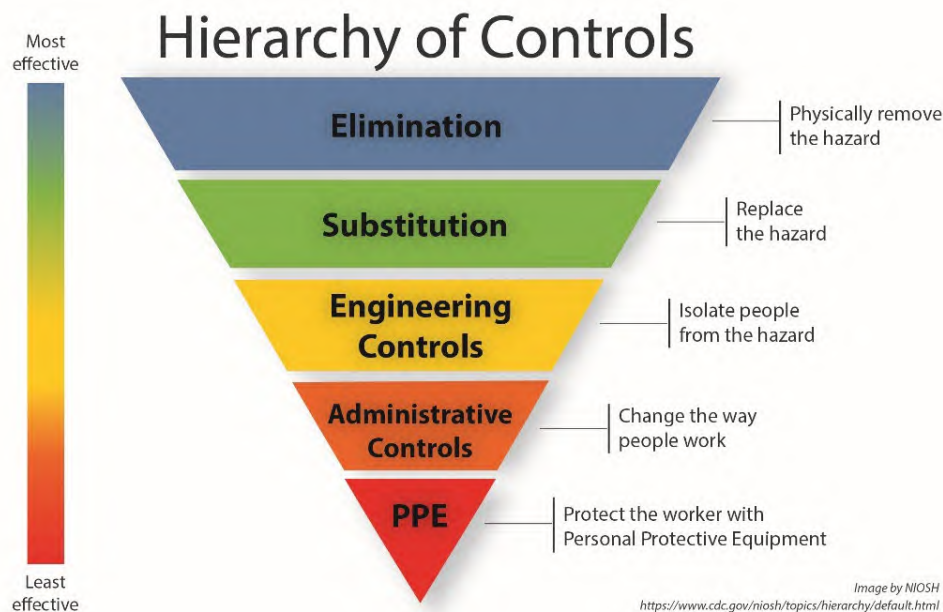 Hierarchy of Controls
Most
effective
Elimination
Physically remove
the hazard
Substitution
Replace
the hazard
Engineering
Controls
Isolate people
from the hazard
Administrative
Controls
Change the way
people work
PPE
Protect the worker with
Personal Protective Equipment
Least
effective
Image by NIOSH
https://www.cdc.gov/niosh/topics/hierarchy/default.html